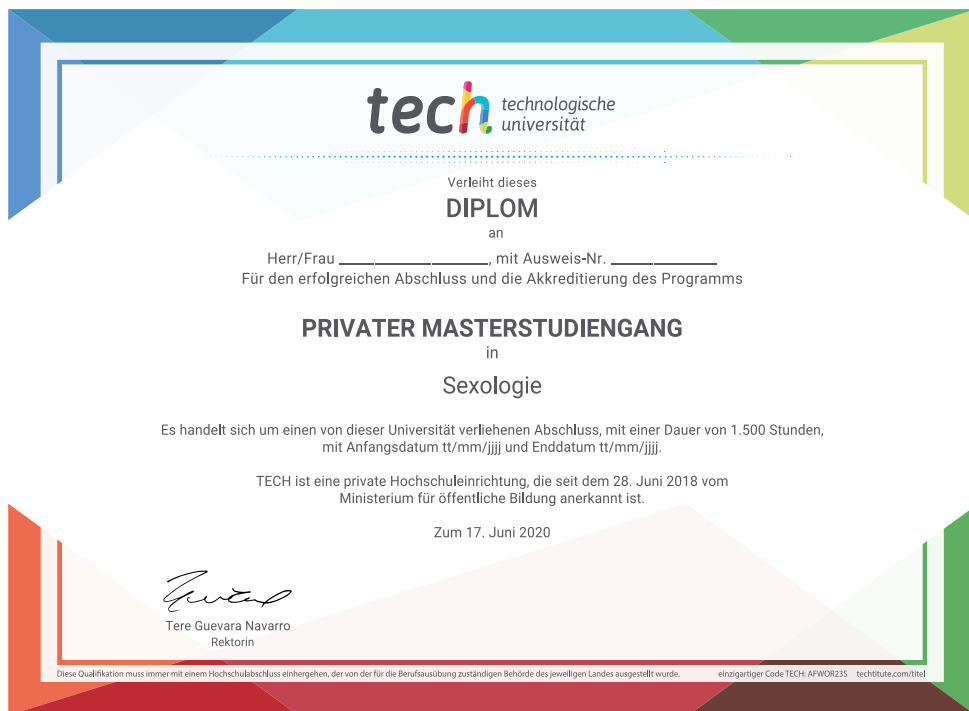 tech technologische
universität
Verleiht dieses
DIPLOM
an
Herr/Frau ____________________, mit Ausweis-Nr. ______________
Für den erfolgreichen Abschluss und die Akkreditierung des Programms
PRIVATER MASTERSTUDIENGANG
in
Sexologie
Es handelt sich um einen von dieser Universität verliehenen Abschluss, mit einer Dauer von 1.500 Stunden,
mit Anfangsdatum tt/mm/jjjj und Enddatum tt/mm/jjjj.
TECH ist eine private Hochschuleinrichtung, die seit dem 28. Juni 2018 vom
Ministerium für öffentliche Bildung anerkannt ist.
Zum 17. Juni 2020
Tere Guevara Navarro
Rektorin
Diese Qualifikation muss immer mit einem Hochschulabschluss einhergehen, der von der für die Berufsausübung zuständigen Behörde des jeweiligen Landes ausgestellt wurde. einzigartiger Code TECH: AFWOR23S techtitute.com/titel